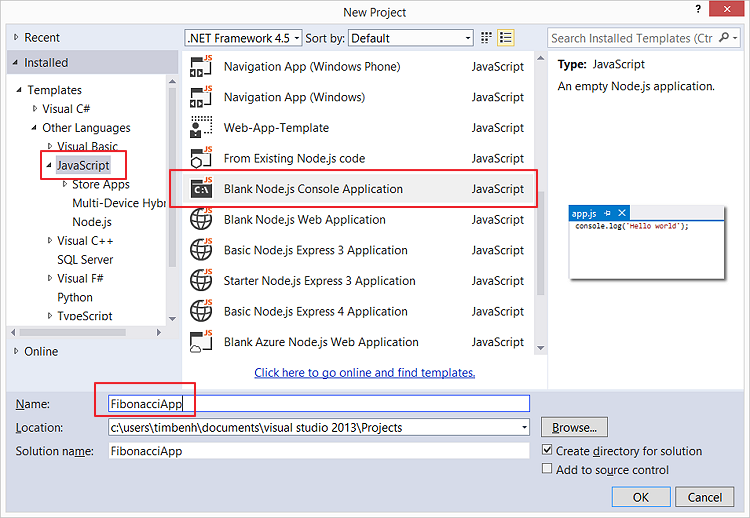 New Project
?
Recent
Installed
Templates
Visual C#
Other Languages
Visual Basic
JavaScript
Store Apps
Multi-Device Hybr
Node.js
Visual C++
SQL Server
Visual F#
Python
TypeScript
Online
.NET Framework 4.5
Sort by: Default
Navigation App (Windows Phone) JavaScript
Navigation App (Windows) JavaScript
Web-App-Template JavaScript
From Existing Node.js code JavaScript
Blank Node.js Console Application JavaScript
Blank Node.js Web Application JavaScript
Basic Node.js Express 3 Application JavaScript
Starter Node.js Express 3 Application JavaScript
Basic Node.js Express 4 Application JavaScript
Blank Azure Node.js Web Application JavaScript
Click here to go online and find templates.
Search Installed Templates (Ctr
Type: JavaScript
An empty Node.js application.
app.js
console.log('Hello world');
Name: FibonacciApp
Location: c:\users\timbenh\documents\visual studio 2013\Projects
Browse...
Solution name: FibonacciApp
Create directory for solution
Add to source control
OK
Cancel